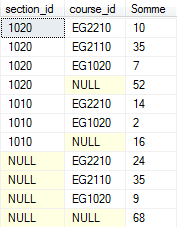 section_id course_id Somme
1020 EG2210 10
1020 EG2110 35
1020 EG1020 7
1020 NULL 52
1010 EG2210 14
1010 EG1020 2
1010 NULL 16
NULL EG2210 24
NULL EG2110 35
NULL EG1020 9
NULL NULL 68